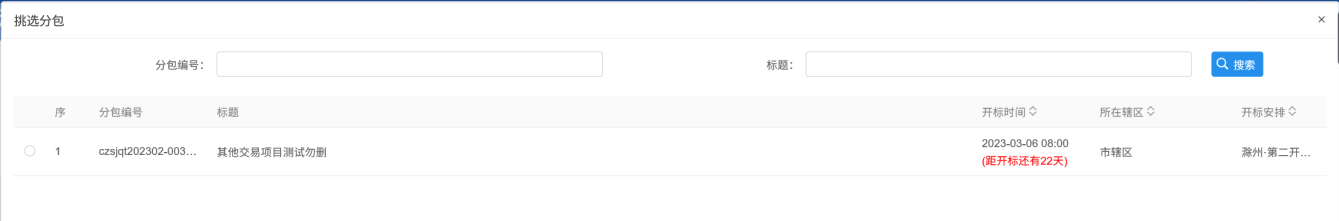 挑选分包 ×
分包编号： 标题： 搜索
序 分包编号 标题 开标时间 所在辖区 开标安排
1 czsjqt202302-003... 其他交易项目测试勿删 2023-03-06 08:00 市辖区 滁州·第二开...
(距开标还有22天)